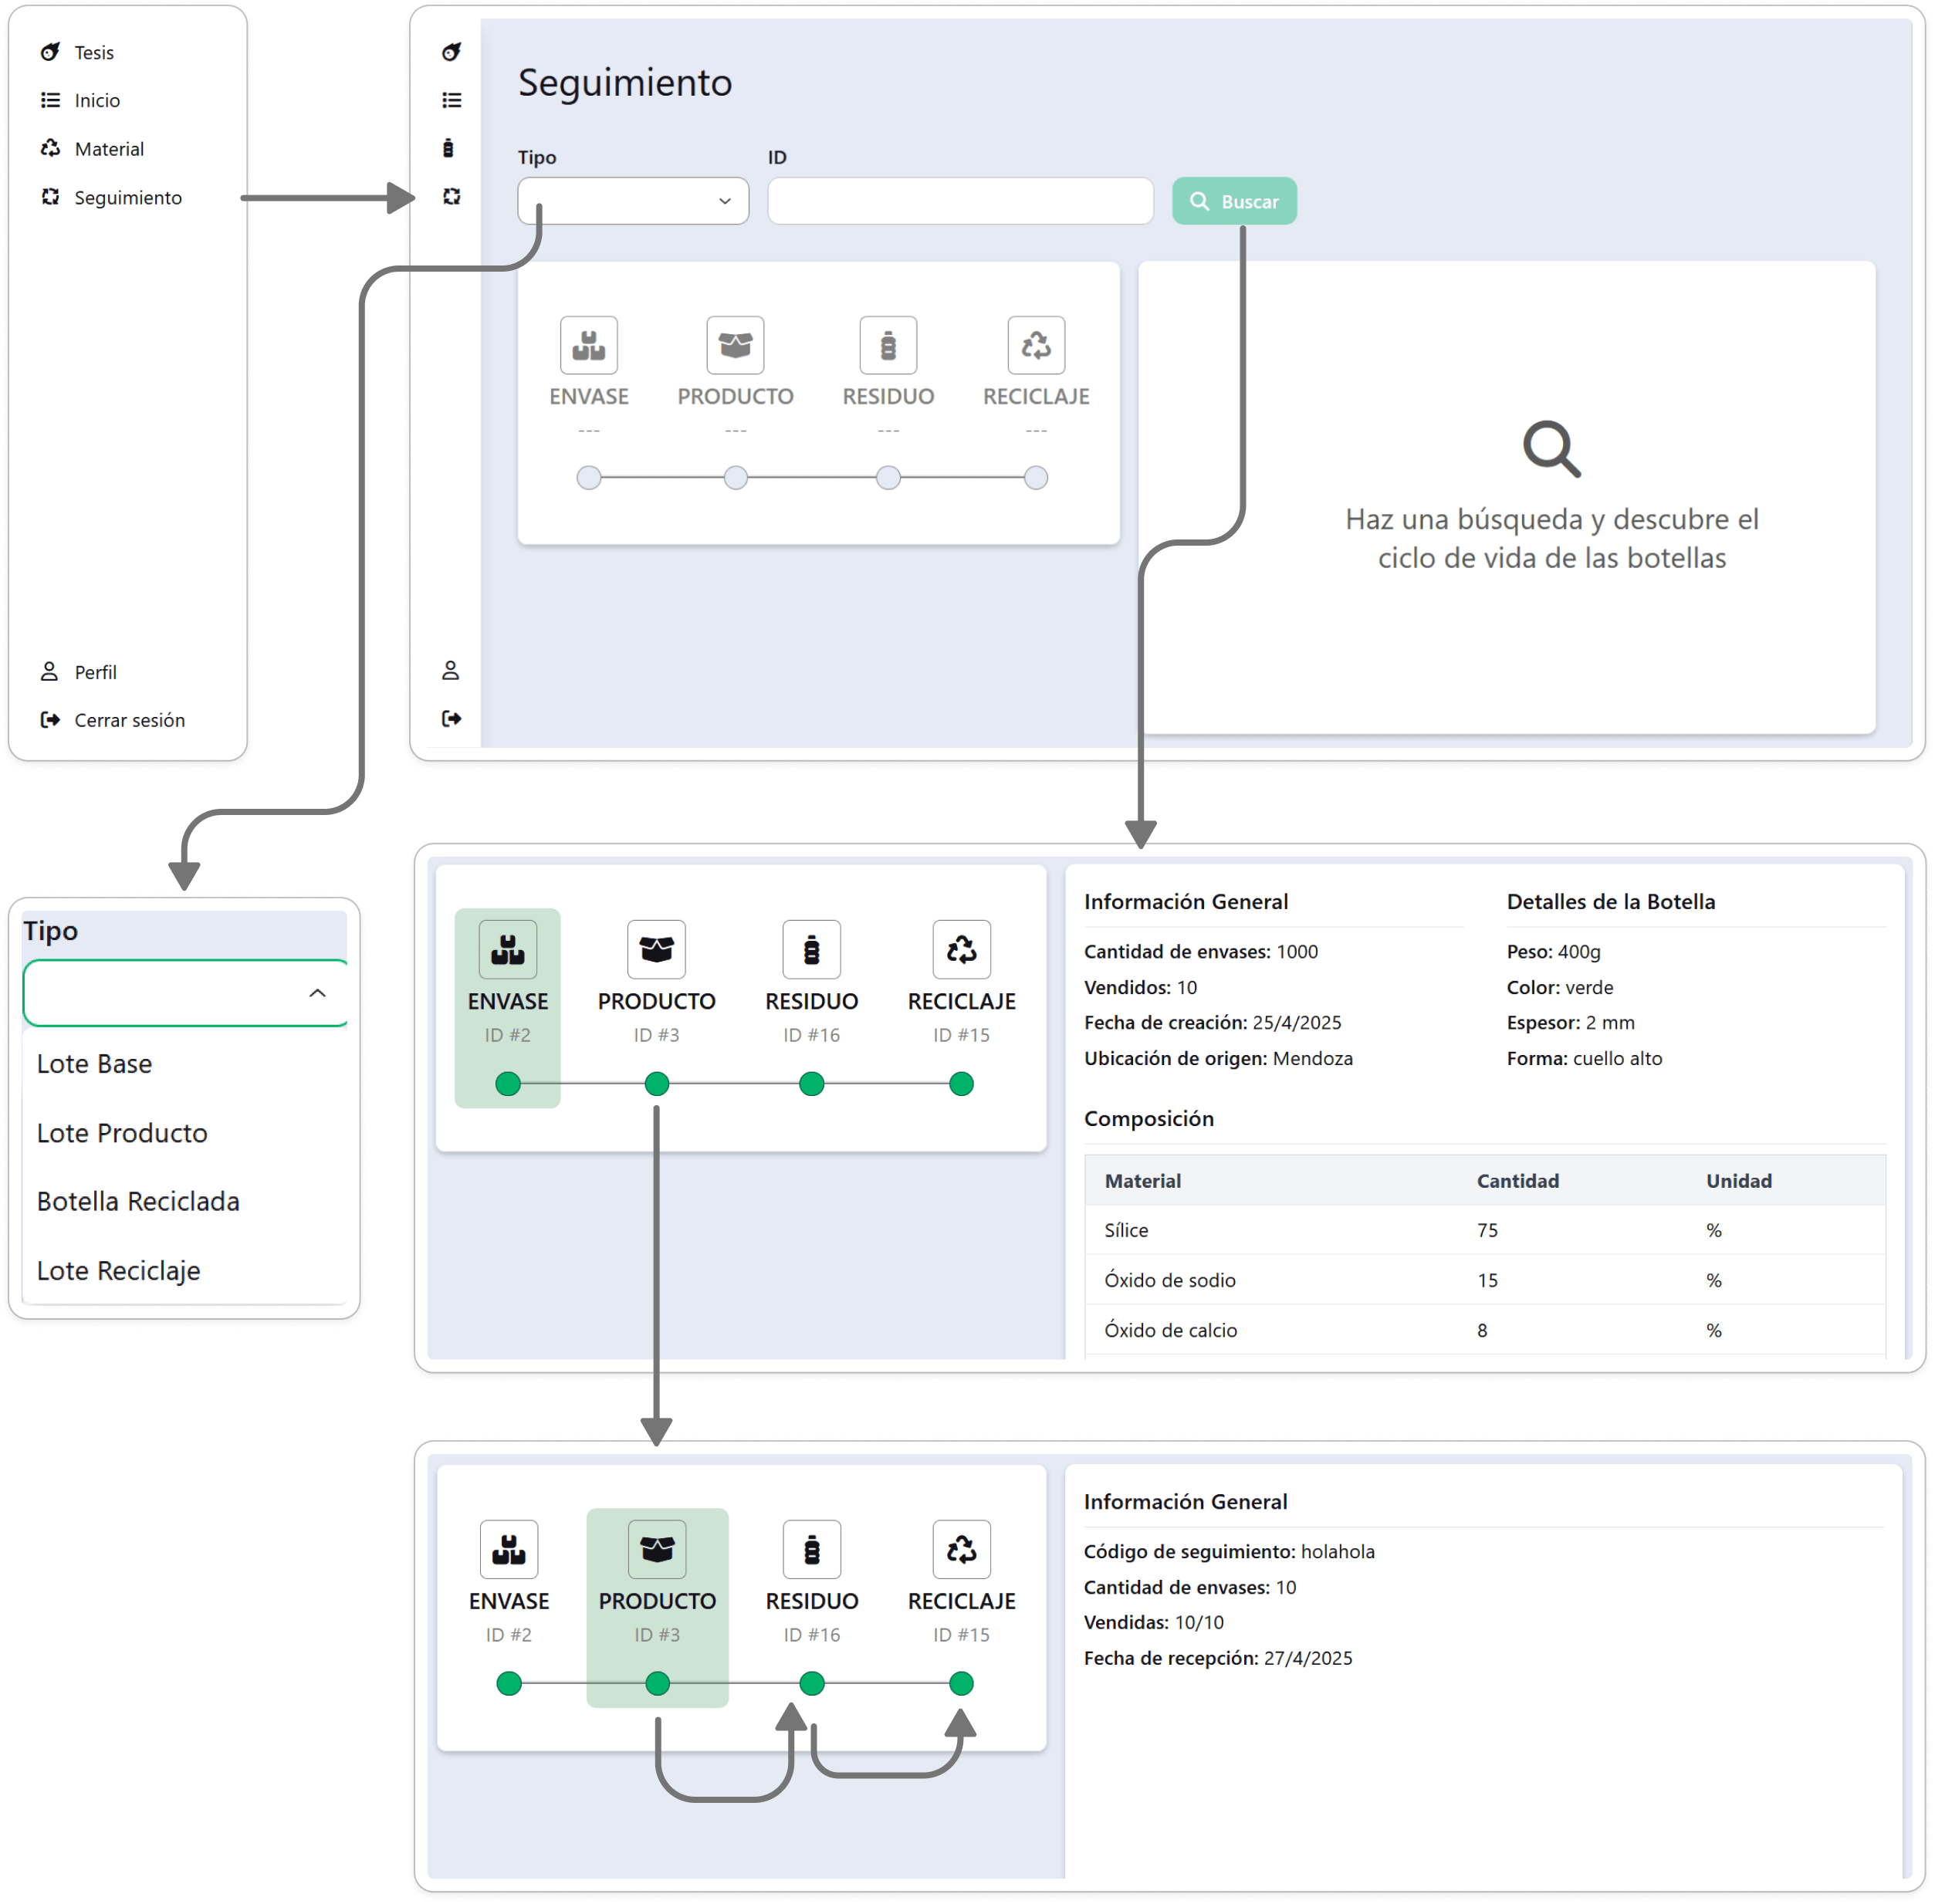 Tesis
Inicio
Material
Seguimiento
Perfil
Cerrar sesión
Seguimiento
Tipo
ID
Buscar
ENVASE PRODUCTO RESIDUO RECICLAJE
--- --- --- ---
Haz una búsqueda y descubre el
ciclo de vida de las botellas
Tipo
Lote Base
Lote Producto
Botella Reciclada
Lote Reciclaje
ENVASE PRODUCTO RESIDUO RECICLAJE
ID #2 ID #3 ID #16 ID #15
Información General
Cantidad de envases: 1000
Vendidos: 10
Fecha de creación: 25/4/2025
Ubicación de origen: Mendoza
Detalles de la Botella
Peso: 400g
Color: verde
Espesor: 2 mm
Forma: cuello alto
Composición
Material Cantidad Unidad
Sílice 75 %
Óxido de sodio 15 %
Óxido de calcio 8 %
ENVASE PRODUCTO RESIDUO RECICLAJE
ID #2 ID #3 ID #16 ID #15
Información General
Código de seguimiento: holahola
Cantidad de envases: 10
Vendidas: 10/10
Fecha de recepción: 27/4/2025